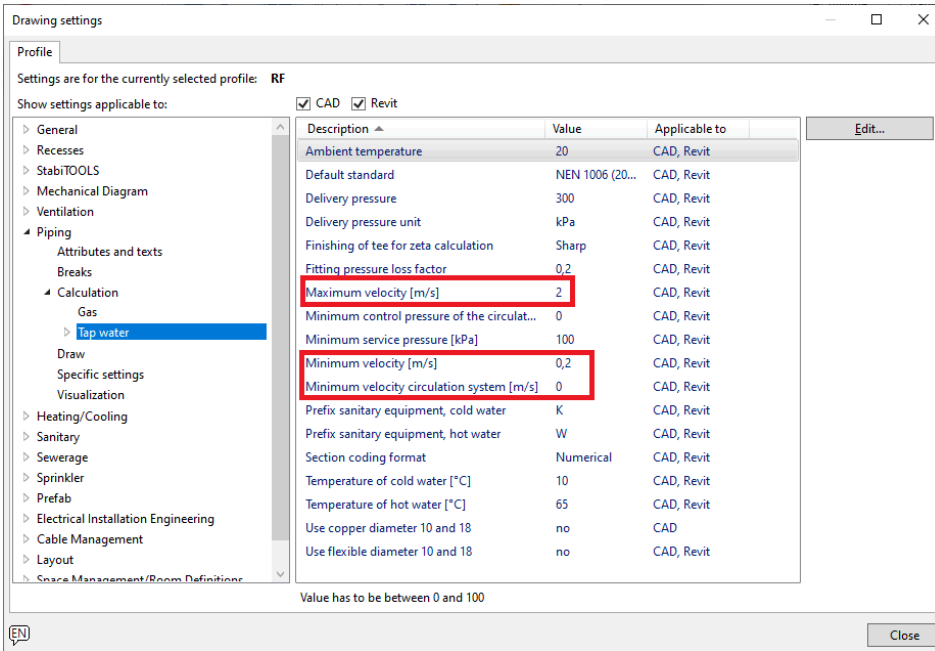 Drawing settings
Profile
Settings are for the currently selected profile: RF
Show settings applicable to:
CAD Revit
General
Recesses
StabiTOOLS
Mechanical Diagram
Ventilation
Piping
Attributes and texts
Breaks
Calculation
Gas
Tap water
Draw
Specific settings
Visualization
Heating/Cooling
Sanitary
Sewerage
Sprinkler
Prefab
Electrical Installation Engineering
Cable Management
Layout
Space Management/Room Definitions
Description Value Applicable to
Ambient temperature 20 CAD, Revit
Default standard NEN 1006 (20... CAD, Revit
Delivery pressure 300 CAD, Revit
Delivery pressure unit kPa CAD, Revit
Finishing of tee for zeta calculation Sharp CAD, Revit
Fitting pressure loss factor 0,2 CAD, Revit
Maximum velocity [m/s] 2 CAD, Revit
Minimum control pressure of the circulat... 0 CAD, Revit
Minimum service pressure [kPa] 100 CAD, Revit
Minimum velocity [m/s] 0,2 CAD, Revit
Minimum velocity circulation system [m/s] 0 CAD, Revit
Prefix sanitary equipment, cold water K CAD, Revit
Prefix sanitary equipment, hot water W CAD, Revit
Section coding format Numerical CAD, Revit
Temperature of cold water [°C] 10 CAD, Revit
Temperature of hot water [°C] 65 CAD, Revit
Use copper diameter 10 and 18 no CAD
Use flexible diameter 10 and 18 no CAD, Revit
Edit...
Value has to be between 0 and 100
EN
Close